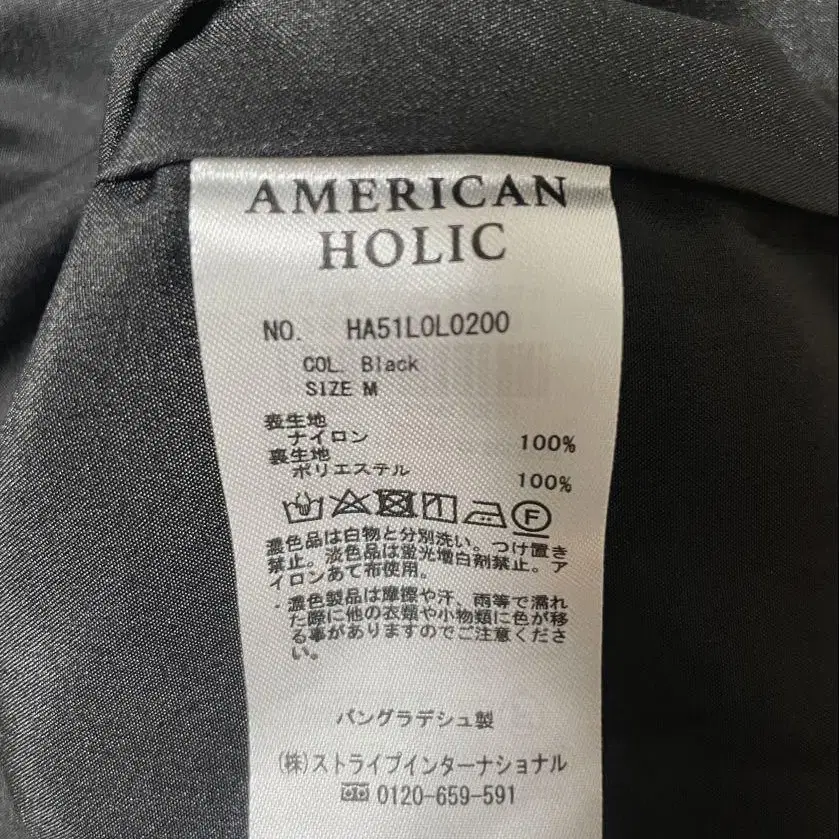 AMERICAN
HOLIC
NO. HA51L0L0200
COL. Black
SIZE M
表生地
ナイロン 100%
裏生地
ポリエステル 100%
F
濃色品は白物と分別洗い。つけ置き
禁止。淡色品は蛍光増白剤禁止。ア
イロンあて布使用。
・濃色製品は摩擦や汗、雨等で濡れ
た際に他の衣類や小物類に色が移
る事がありますのでご注意くださ
い。
バングラデシュ製
(株)ストライプインターナショナル
0120-659-591